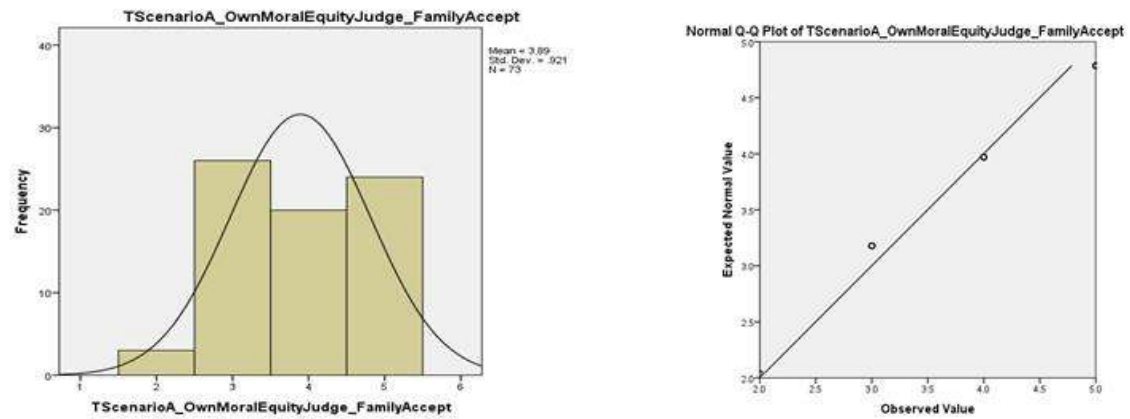 TScenarioA_OwnMoralEquityJudge_FamilyAccept
Mean = 3.89
Std. Dev. = .921
N = 73
40
30
20
10
0
Frequency
1 2 3 4 5 6
TScenarioA_OwnMoralEquityJudge_FamilyAccept
Normal Q-Q Plot of TScenarioA_OwnMoralEquityJudge_FamilyAccept
5.0
4.5
4.0
3.5
3.0
2.5
2.0
Expected Normal Value
2.0 2.5 3.0 3.5 4.0 4.5 5.0
Observed Value